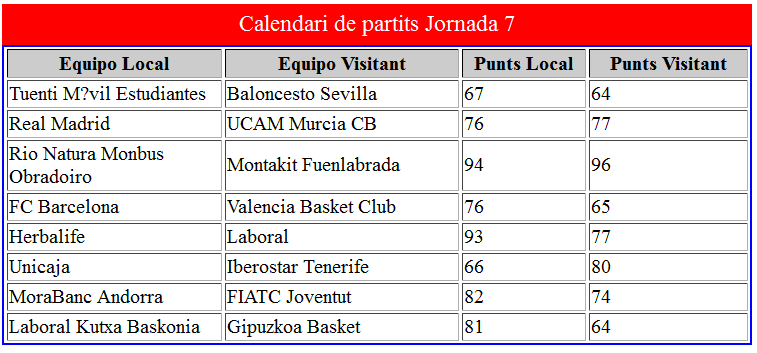 Calendari de partits Jornada 7
Equipo Local Equipo Visitant Punts Local Punts Visitant
Tuenti M?vil Estudiantes Baloncesto Sevilla 67 64
Real Madrid UCAM Murcia CB 76 77
Rio Natura Monbus
Obradoiro Montakit Fuenlabrada 94 96
FC Barcelona Valencia Basket Club 76 65
Herbalife Laboral 93 77
Unicaja Iberostar Tenerife 66 80
MoraBanc Andorra FIATC Joventut 82 74
Laboral Kutxa Baskonia Gipuzkoa Basket 81 64